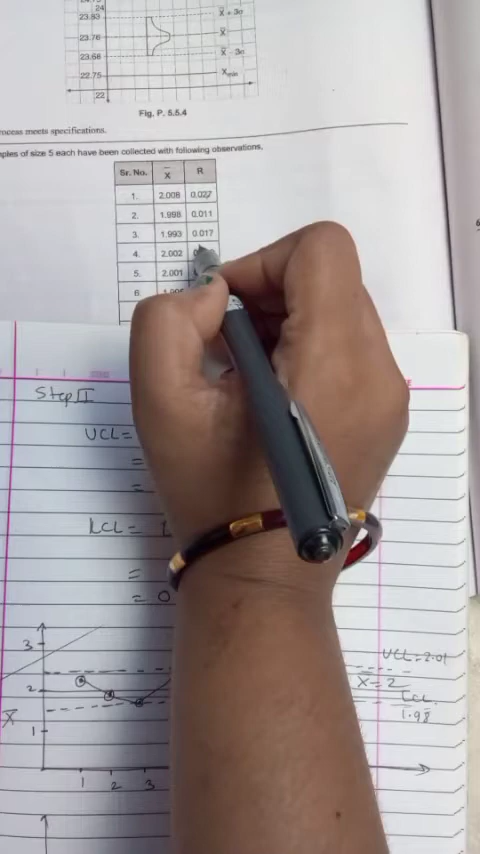 24
23.83
X̄ + 3σ
23.76
X̄
23.68
X̄ − 3σ
22.75
Xmin
22
Fig. P. 5.5.4
rocess meets specifications.
ples of size 5 each have been collected with following observations.
Sr. No. X̄ R
1. 2.008 0.027
2. 1.998 0.011
3. 1.993 0.017
4. 2.002
5. 2.001
6.
Step II
UCL=
=
=
LCL=
=
= 0
3
UCL=2.01
2
X̄=2
LCL
1.98
X̄
1
1 2 3